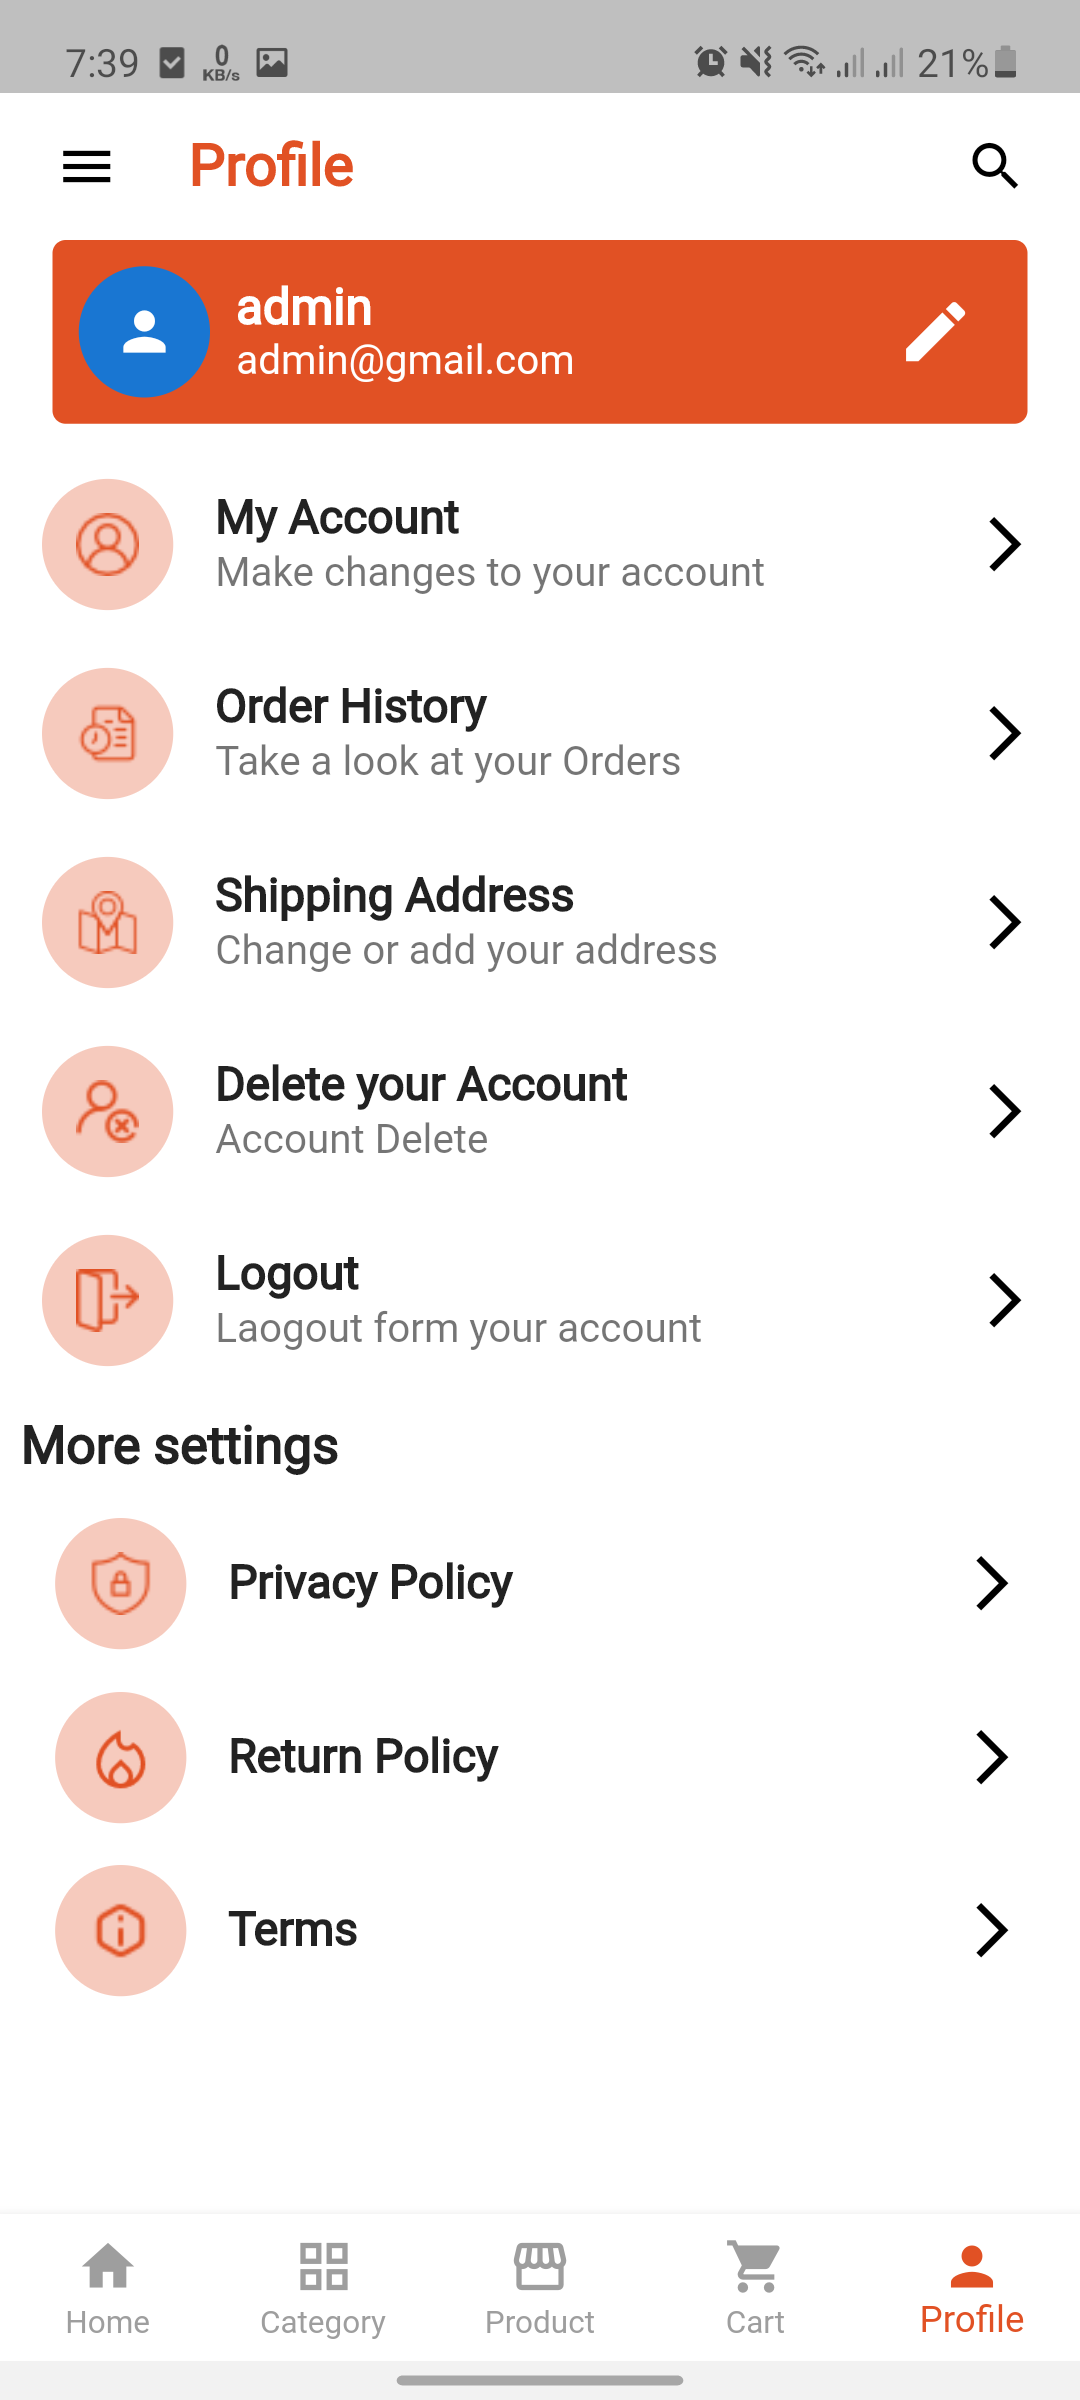 7:39 0 KB/s 21%
Profile
admin
admin@gmail.com
My Account
Make changes to your account
Order History
Take a look at your Orders
Shipping Address
Change or add your address
Delete your Account
Account Delete
Logout
Laogout form your account
More settings
Privacy Policy
Return Policy
Terms
Home Category Product Cart Profile